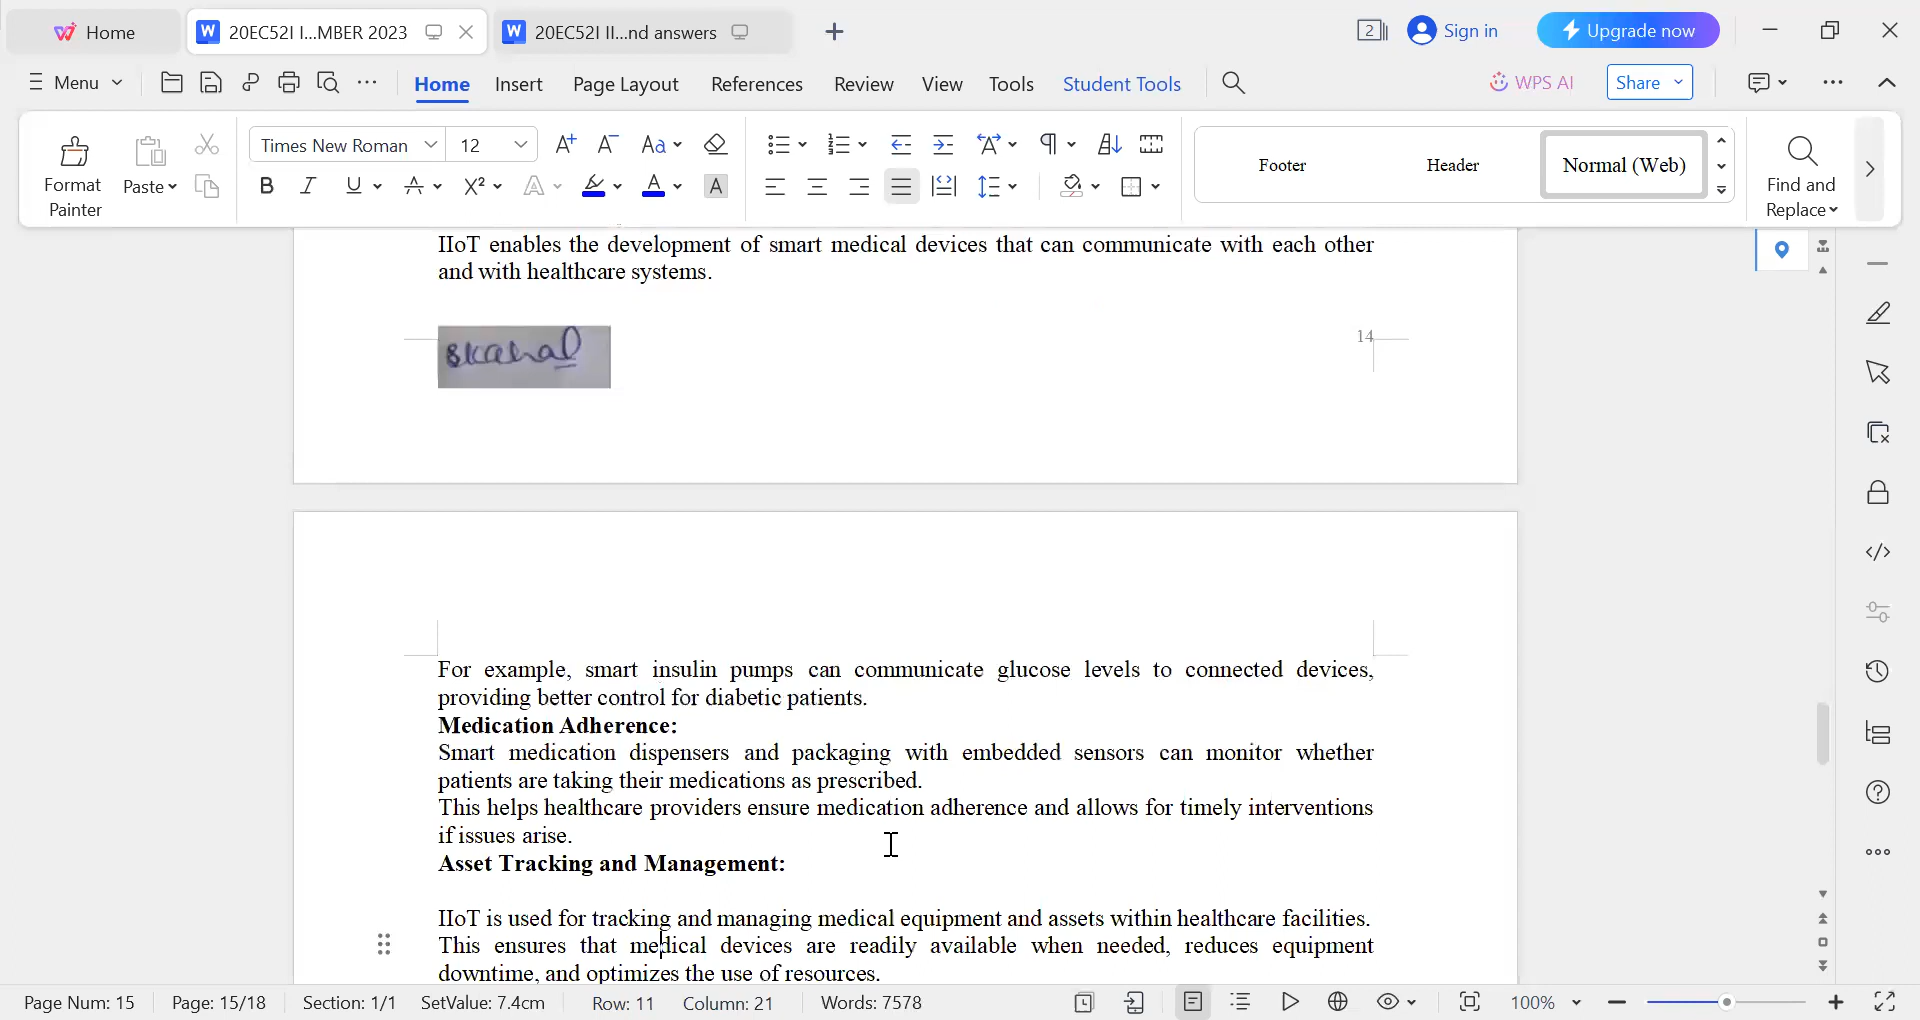 Home
20EC52I I...MBER 2023
20EC52I II...nd answers
2
Sign in
Upgrade now
Menu
Home Insert Page Layout References Review View Tools Student Tools
WPS AI
Share
Format Painter
Paste
Times New Roman
12
Footer
Header
Normal (Web)
Find and Replace
IIoT enables the development of smart medical devices that can communicate with each other
and with healthcare systems.
14
For example, smart insulin pumps can communicate glucose levels to connected devices,
providing better control for diabetic patients.
Medication Adherence:
Smart medication dispensers and packaging with embedded sensors can monitor whether
patients are taking their medications as prescribed.
This helps healthcare providers ensure medication adherence and allows for timely interventions
if issues arise.
Asset Tracking and Management:
IIoT is used for tracking and managing medical equipment and assets within healthcare facilities.
This ensures that medical devices are readily available when needed, reduces equipment
downtime, and optimizes the use of resources.
Page Num: 15 Page: 15/18 Section: 1/1 SetValue: 7.4cm Row: 11 Column: 21 Words: 7578
100%